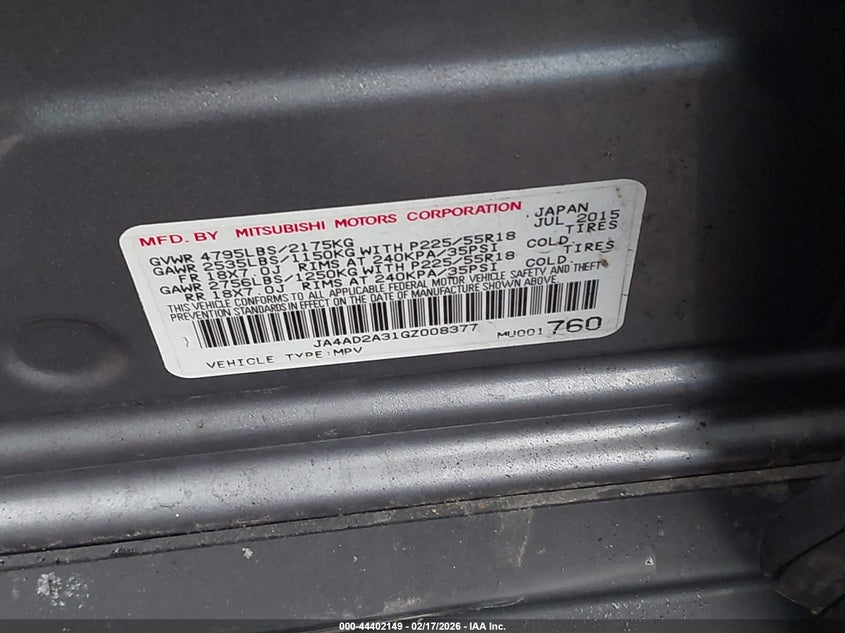 MFD. BY MITSUBISHI MOTORS CORPORATION JAPAN
JUL 2015
GVWR 4795LBS/2175KG
GAWR 2535LBS/1150KG WITH P225/55R18 TIRES
FR 18X7.0J RIMS AT 240KPA/35PSI COLD.
GAWR 2756LBS/1250KG WITH P225/55R18 TIRES
RR 18X7.0J RIMS AT 240KPA/35PSI COLD.
THIS VEHICLE CONFORMS TO ALL APPLICABLE FEDERAL MOTOR VEHICLE SAFETY AND THEFT
PREVENTION STANDARDS IN EFFECT ON THE DATE OF MANUFACTURE SHOWN ABOVE.
JA4AD2A31GZ008377
VEHICLE TYPE:MPV
760
000-44402149 - 02/17/2026 - IAA Inc.